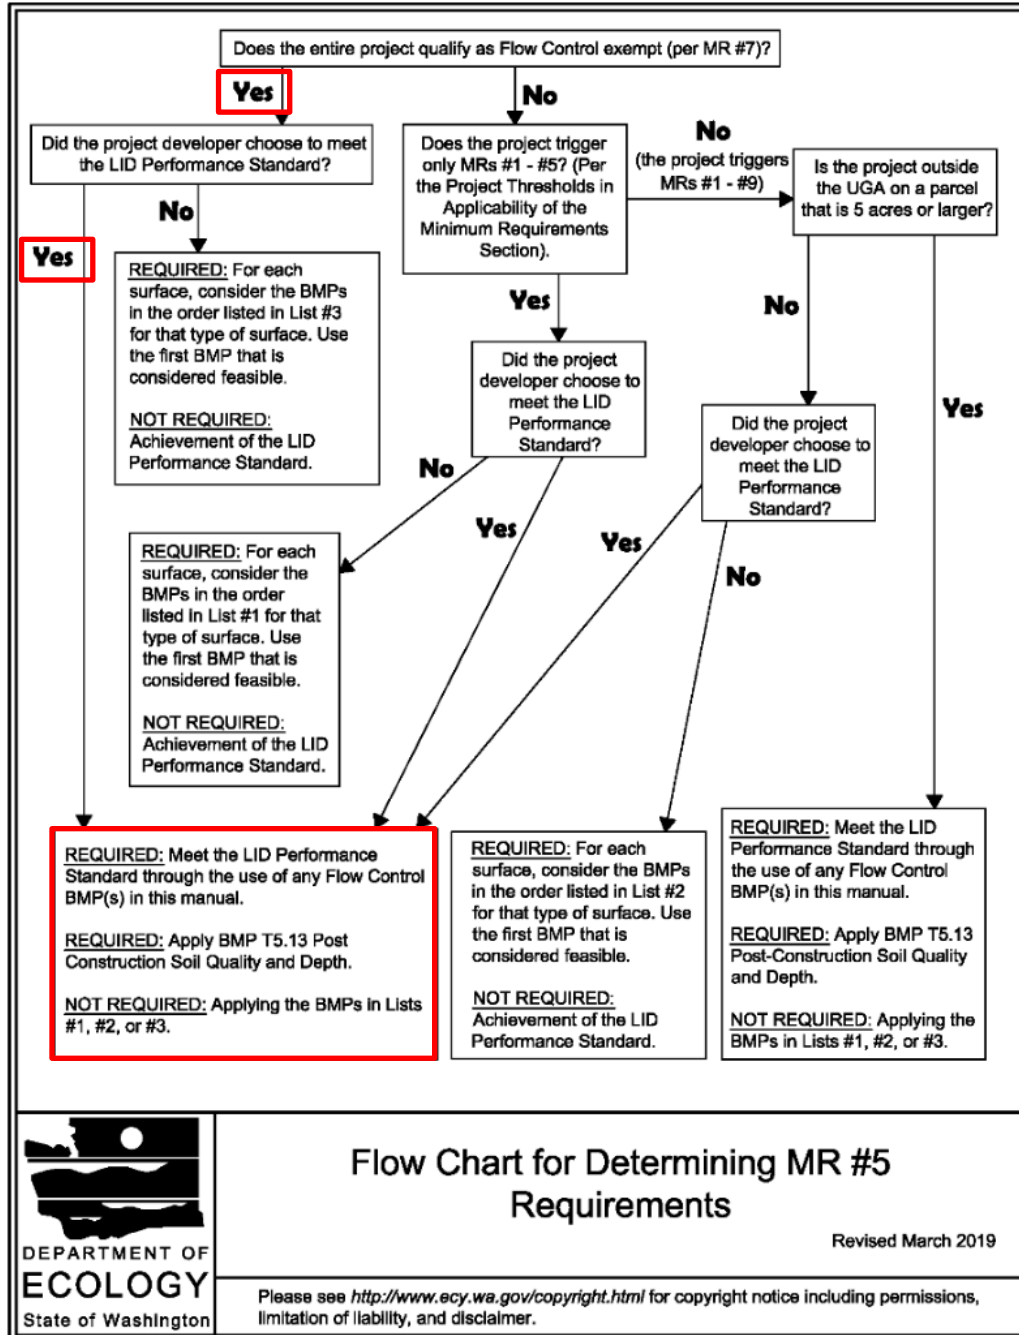 Does the entire project qualify as Flow Control exempt (per MR #7)?
Yes
No
Did the project developer choose to meet
the LID Performance Standard?
Does the project trigger
only MRs #1 - #5? (Per
the Project Thresholds in
Applicability of the
Minimum Requirements
Section).
No
(the project triggers
MRs #1 - #9)
Is the project outside
the UGA on a parcel
that is 5 acres or larger?
No
Yes
REQUIRED: For each
surface, consider the BMPs
in the order listed in List #3
for that type of surface. Use
the first BMP that is
considered feasible.
NOT REQUIRED:
Achievement of the LID
Performance Standard.
Yes
No
Yes
Did the project
developer choose to
meet the LID
Performance
Standard?
Did the project
developer choose to
meet the LID
Performance
Standard?
No
Yes
Yes
No
REQUIRED: For each
surface, consider the
BMPs in the order
listed in List #1 for that
type of surface. Use
the first BMP that is
considered feasible.
NOT REQUIRED:
Achievement of the LID
Performance Standard.
REQUIRED: Meet the LID Performance
Standard through the use of any Flow Control
BMP(s) in this manual.
REQUIRED: Apply BMP T5.13 Post
Construction Soil Quality and Depth.
NOT REQUIRED: Applying the BMPs in Lists
#1, #2, or #3.
REQUIRED: For each
surface, consider the BMPs
in the order listed in List #2
for that type of surface. Use
the first BMP that is
considered feasible.
NOT REQUIRED:
Achievement of the LID
Performance Standard.
REQUIRED: Meet the LID
Performance Standard through
the use of any Flow Control
BMP(s) in this manual.
REQUIRED: Apply BMP T5.13
Post-Construction Soil Quality
and Depth.
NOT REQUIRED: Applying the
BMPs in Lists #1, #2, or #3.
DEPARTMENT OF
ECOLOGY
State of Washington
Flow Chart for Determining MR #5
Requirements
Revised March 2019
Please see http://www.ecy.wa.gov/copyright.html for copyright notice including permissions,
limitation of liability, and disclaimer.